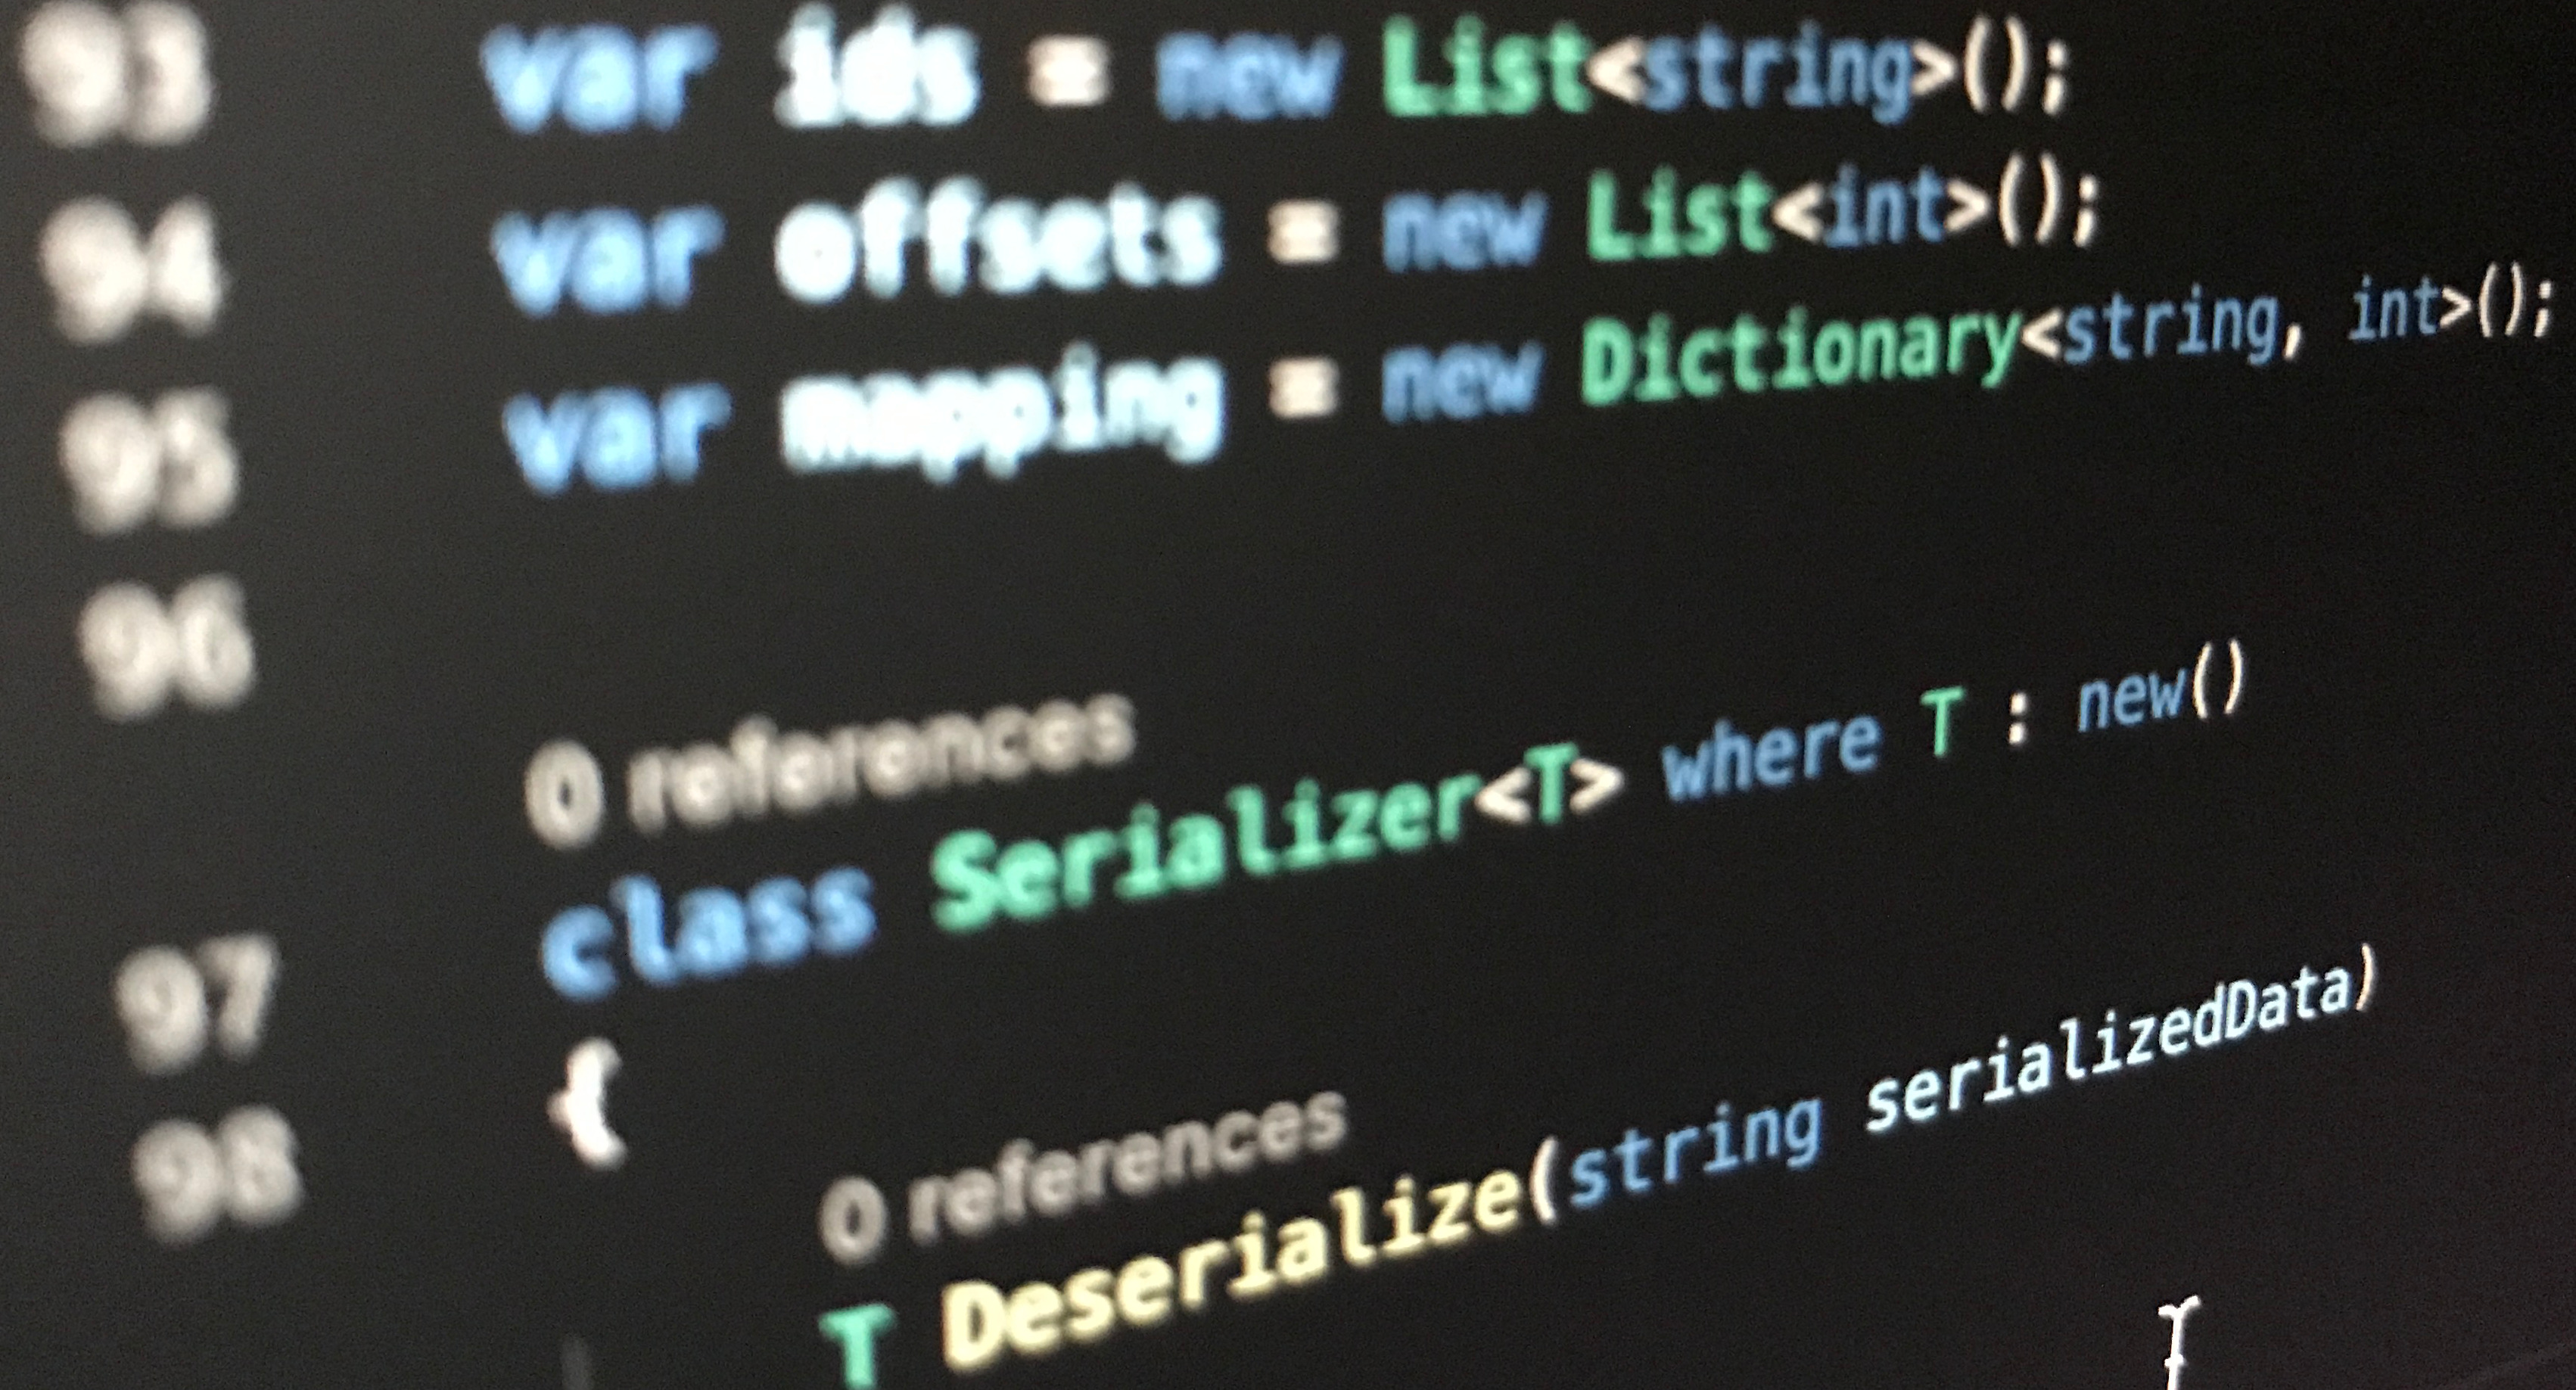 93 var ids = new List<string>();
94 var offsets = new List<int>();
95 var mapping = new Dictionary<string, int>();
96
0 references
97 class Serializer<T> where T : new()
98 {
0 references
T Deserialize(string serializedData)